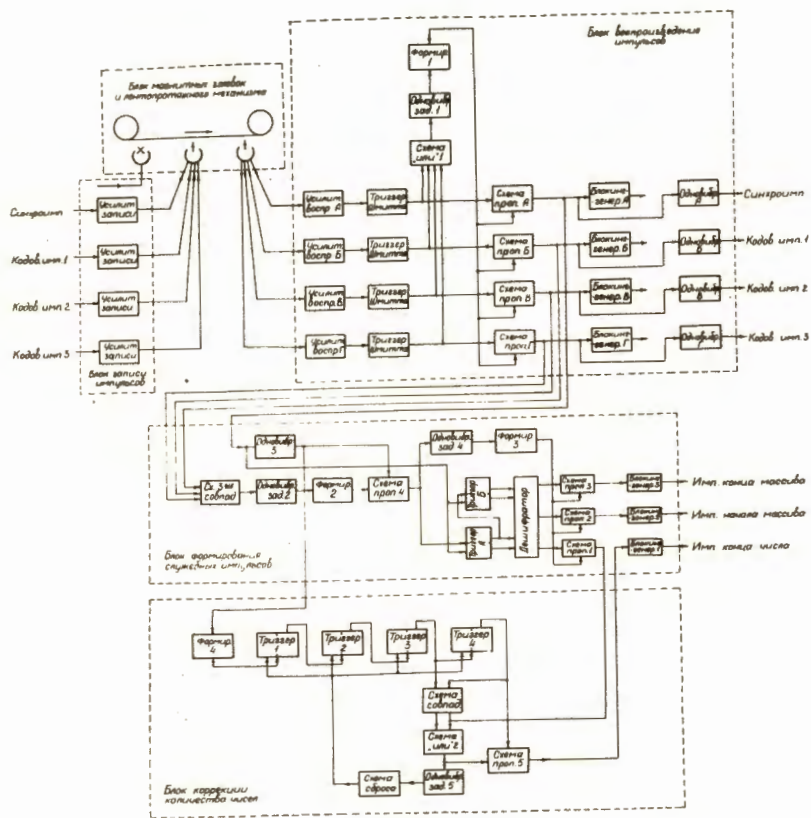 Блок воспроизведение
импульсов
Формир
1
Одновибр
зад. 1
Схема
„или"1
Блок магнитных головок
и лентопротяжного механизма
Синхроимп
Усилит
записи
Усилит
воспр А
Триггер
Шмитта
Схема
проп. А
Блокинг-
генер. А
Одновибр
Синхроимп
Кодов. имп. 1
Усилит
записи
Усилит
воспр. Б
Триггер
Шмитта
Схема
проп Б
Блокинг-
генер. Б
Одновибр
Кодов имп. 1
Кодов имп 2
Усилит
записи
Усилит
воспр. В
Триггер
Шмитта
Схема
проп В
Блокинг-
генер. В
Одновибр
В
Кодов. имп 2
Кодов имп 3
Усилит
записи
Усилит
воспр Г
Триггер
Шмитта
Схема
проп. Г
Блокинг-
генер. Г
Одновибр
Г
Кодов имп. 3
Блок запису
импульсов
Одновибр
3
Одновибр
зад 4
Формир
3
Сх. 3-х
совпад
Одновибр
зад. 2
Формир
2
Схема
проп 4
Триггер
Б
Триггер
А
Дешифратор
Схема
проп. 3
Блокинг-
генер. 3
Имп. конца массива
Схема
проп. 2
Блокинг-
генер. 2
Имп. начала массива
Схема
проп. 1
Блокинг-
генер. 1
Имп конца числа
Блок формирования
служебных импульсов
Формир
4
Триггер
1
Триггер
2
Триггер
3
Триггер
4
Схема
совпад
Схема
„или"2
Схема
проп. 5
Схема
сброса
Одновибр
зад. 5
Блок коррекции
количества чисел